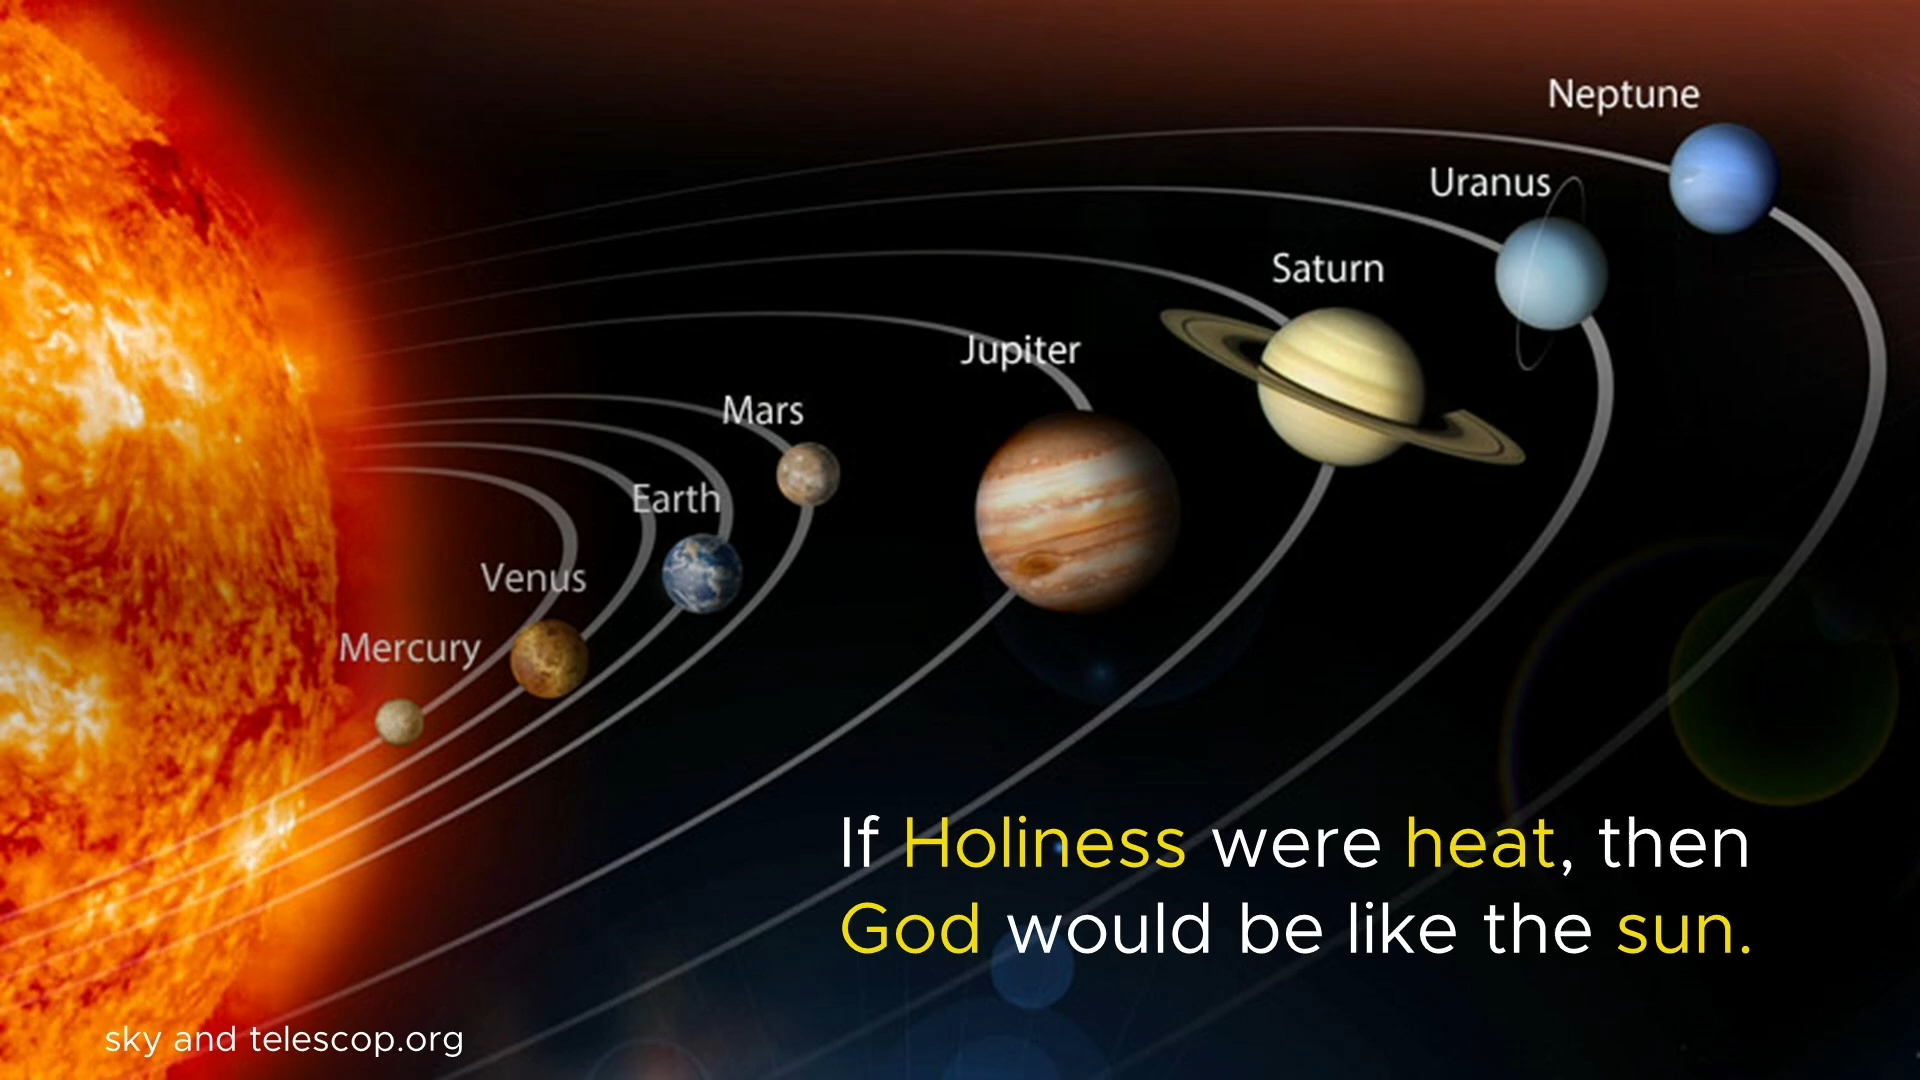 Neptune
Uranus
Saturn
Jupiter
Mars
Earth
Venus
Mercury
If Holiness were heat, then
God would be like the sun.
sky and telescop.org